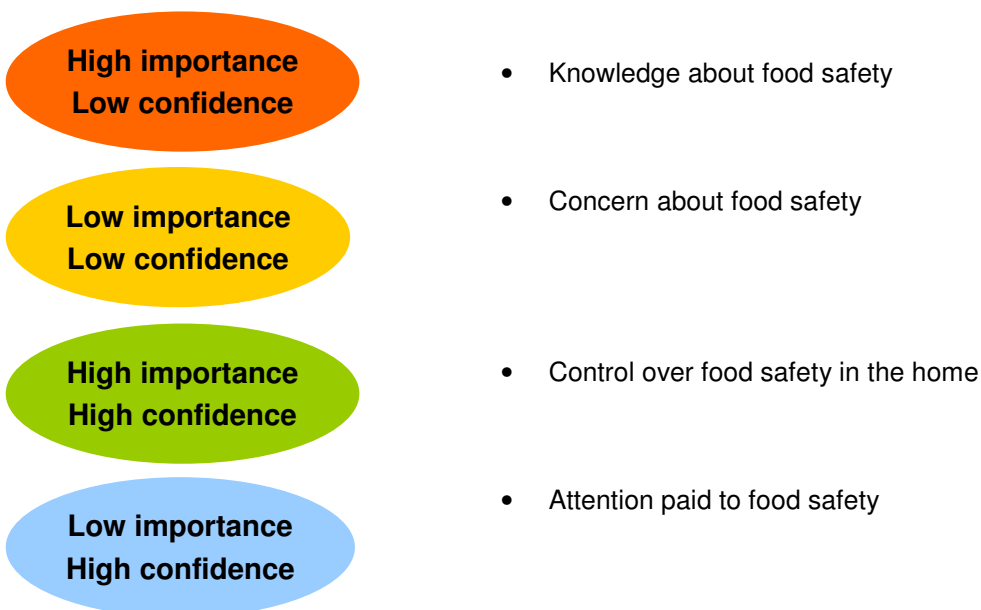 High importance
Low confidence
• Knowledge about food safety
Low importance
Low confidence
• Concern about food safety
High importance
High confidence
• Control over food safety in the home
Low importance
High confidence
• Attention paid to food safety